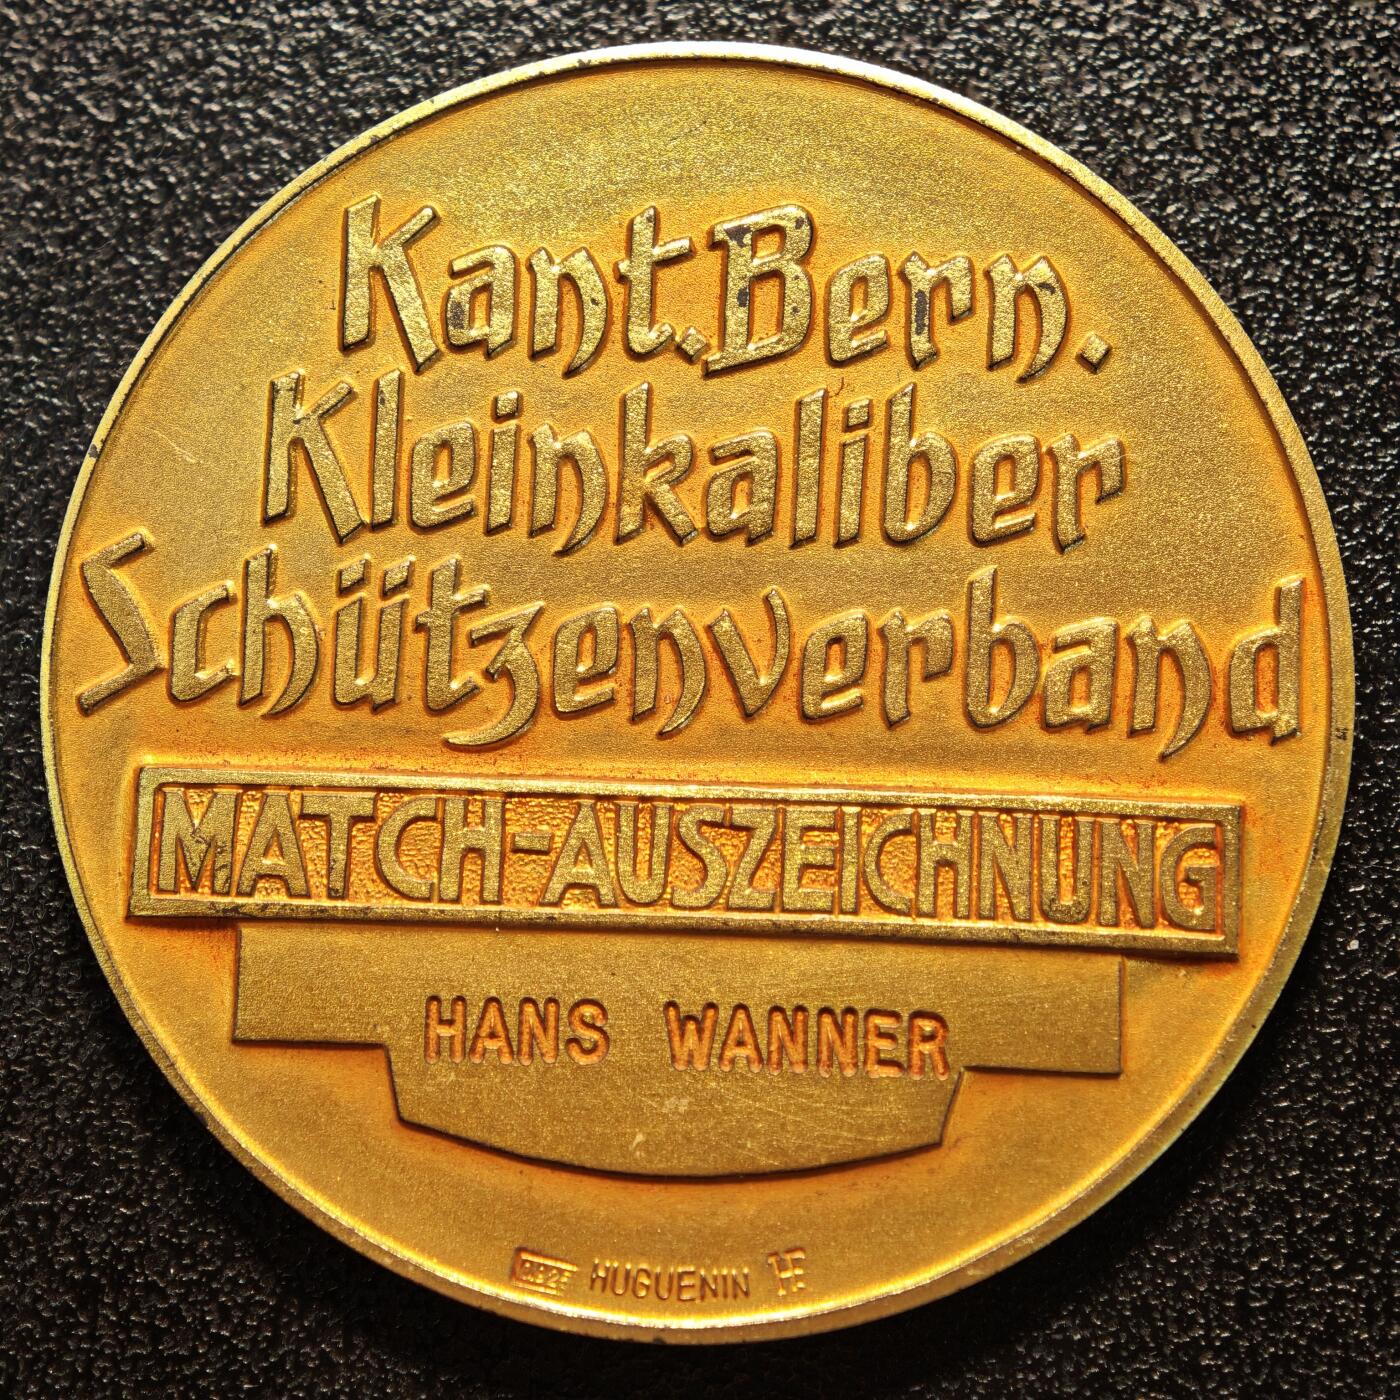 Kant. Bern.
Kleinkaliber
Schützenverband
MATCH-AUSZEICHNUNG
HANS WANNER
HUGUENIN